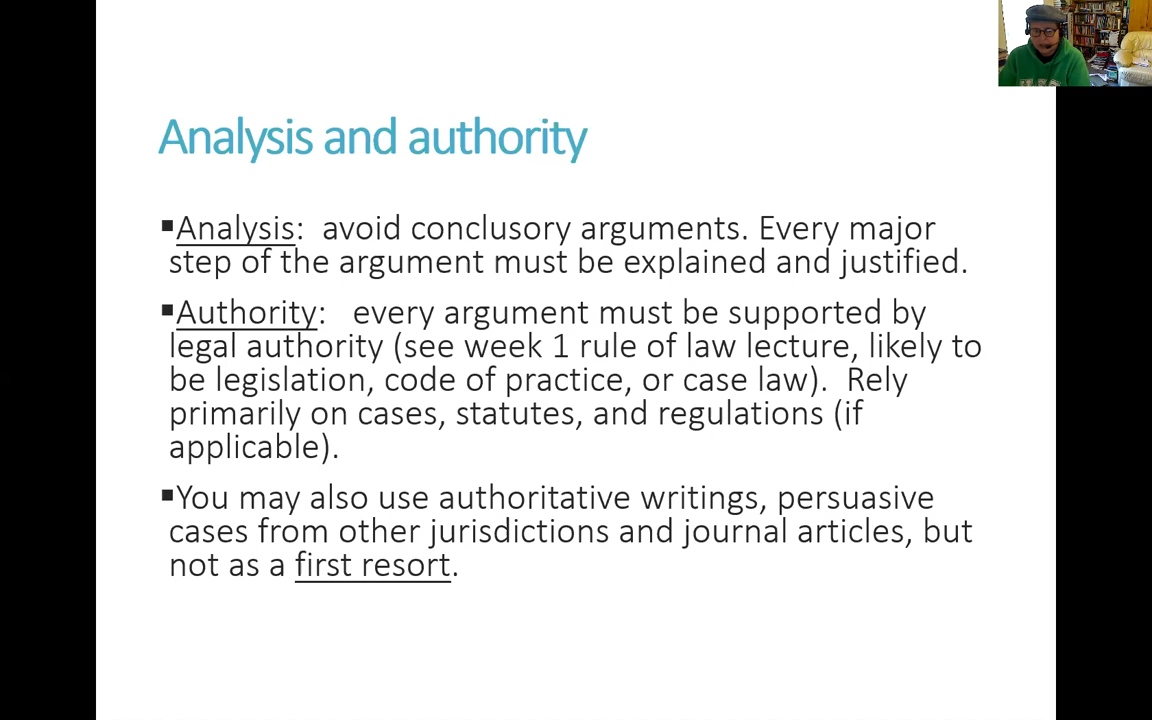 Analysis and authority
▪Analysis:  avoid conclusory arguments. Every major
step of the argument must be explained and justified.
▪Authority:   every argument must be supported by
legal authority (see week 1 rule of law lecture, likely to
be legislation, code of practice, or case law).  Rely
primarily on cases, statutes, and regulations (if
applicable).
▪You may also use authoritative writings, persuasive
cases from other jurisdictions and journal articles, but
not as a first resort.